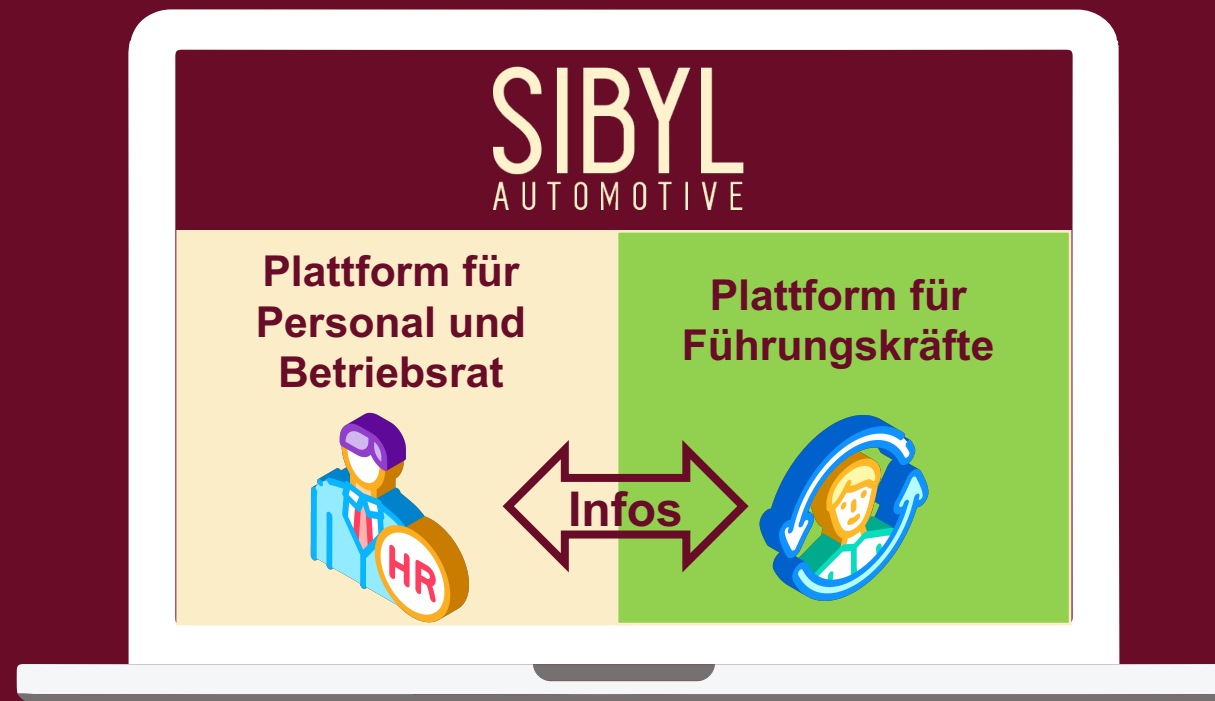 SIBYL
AUTOMOTIVE
Plattform für
Personal und
Betriebsrat
Plattform für
Führungskräfte
Infos
HR